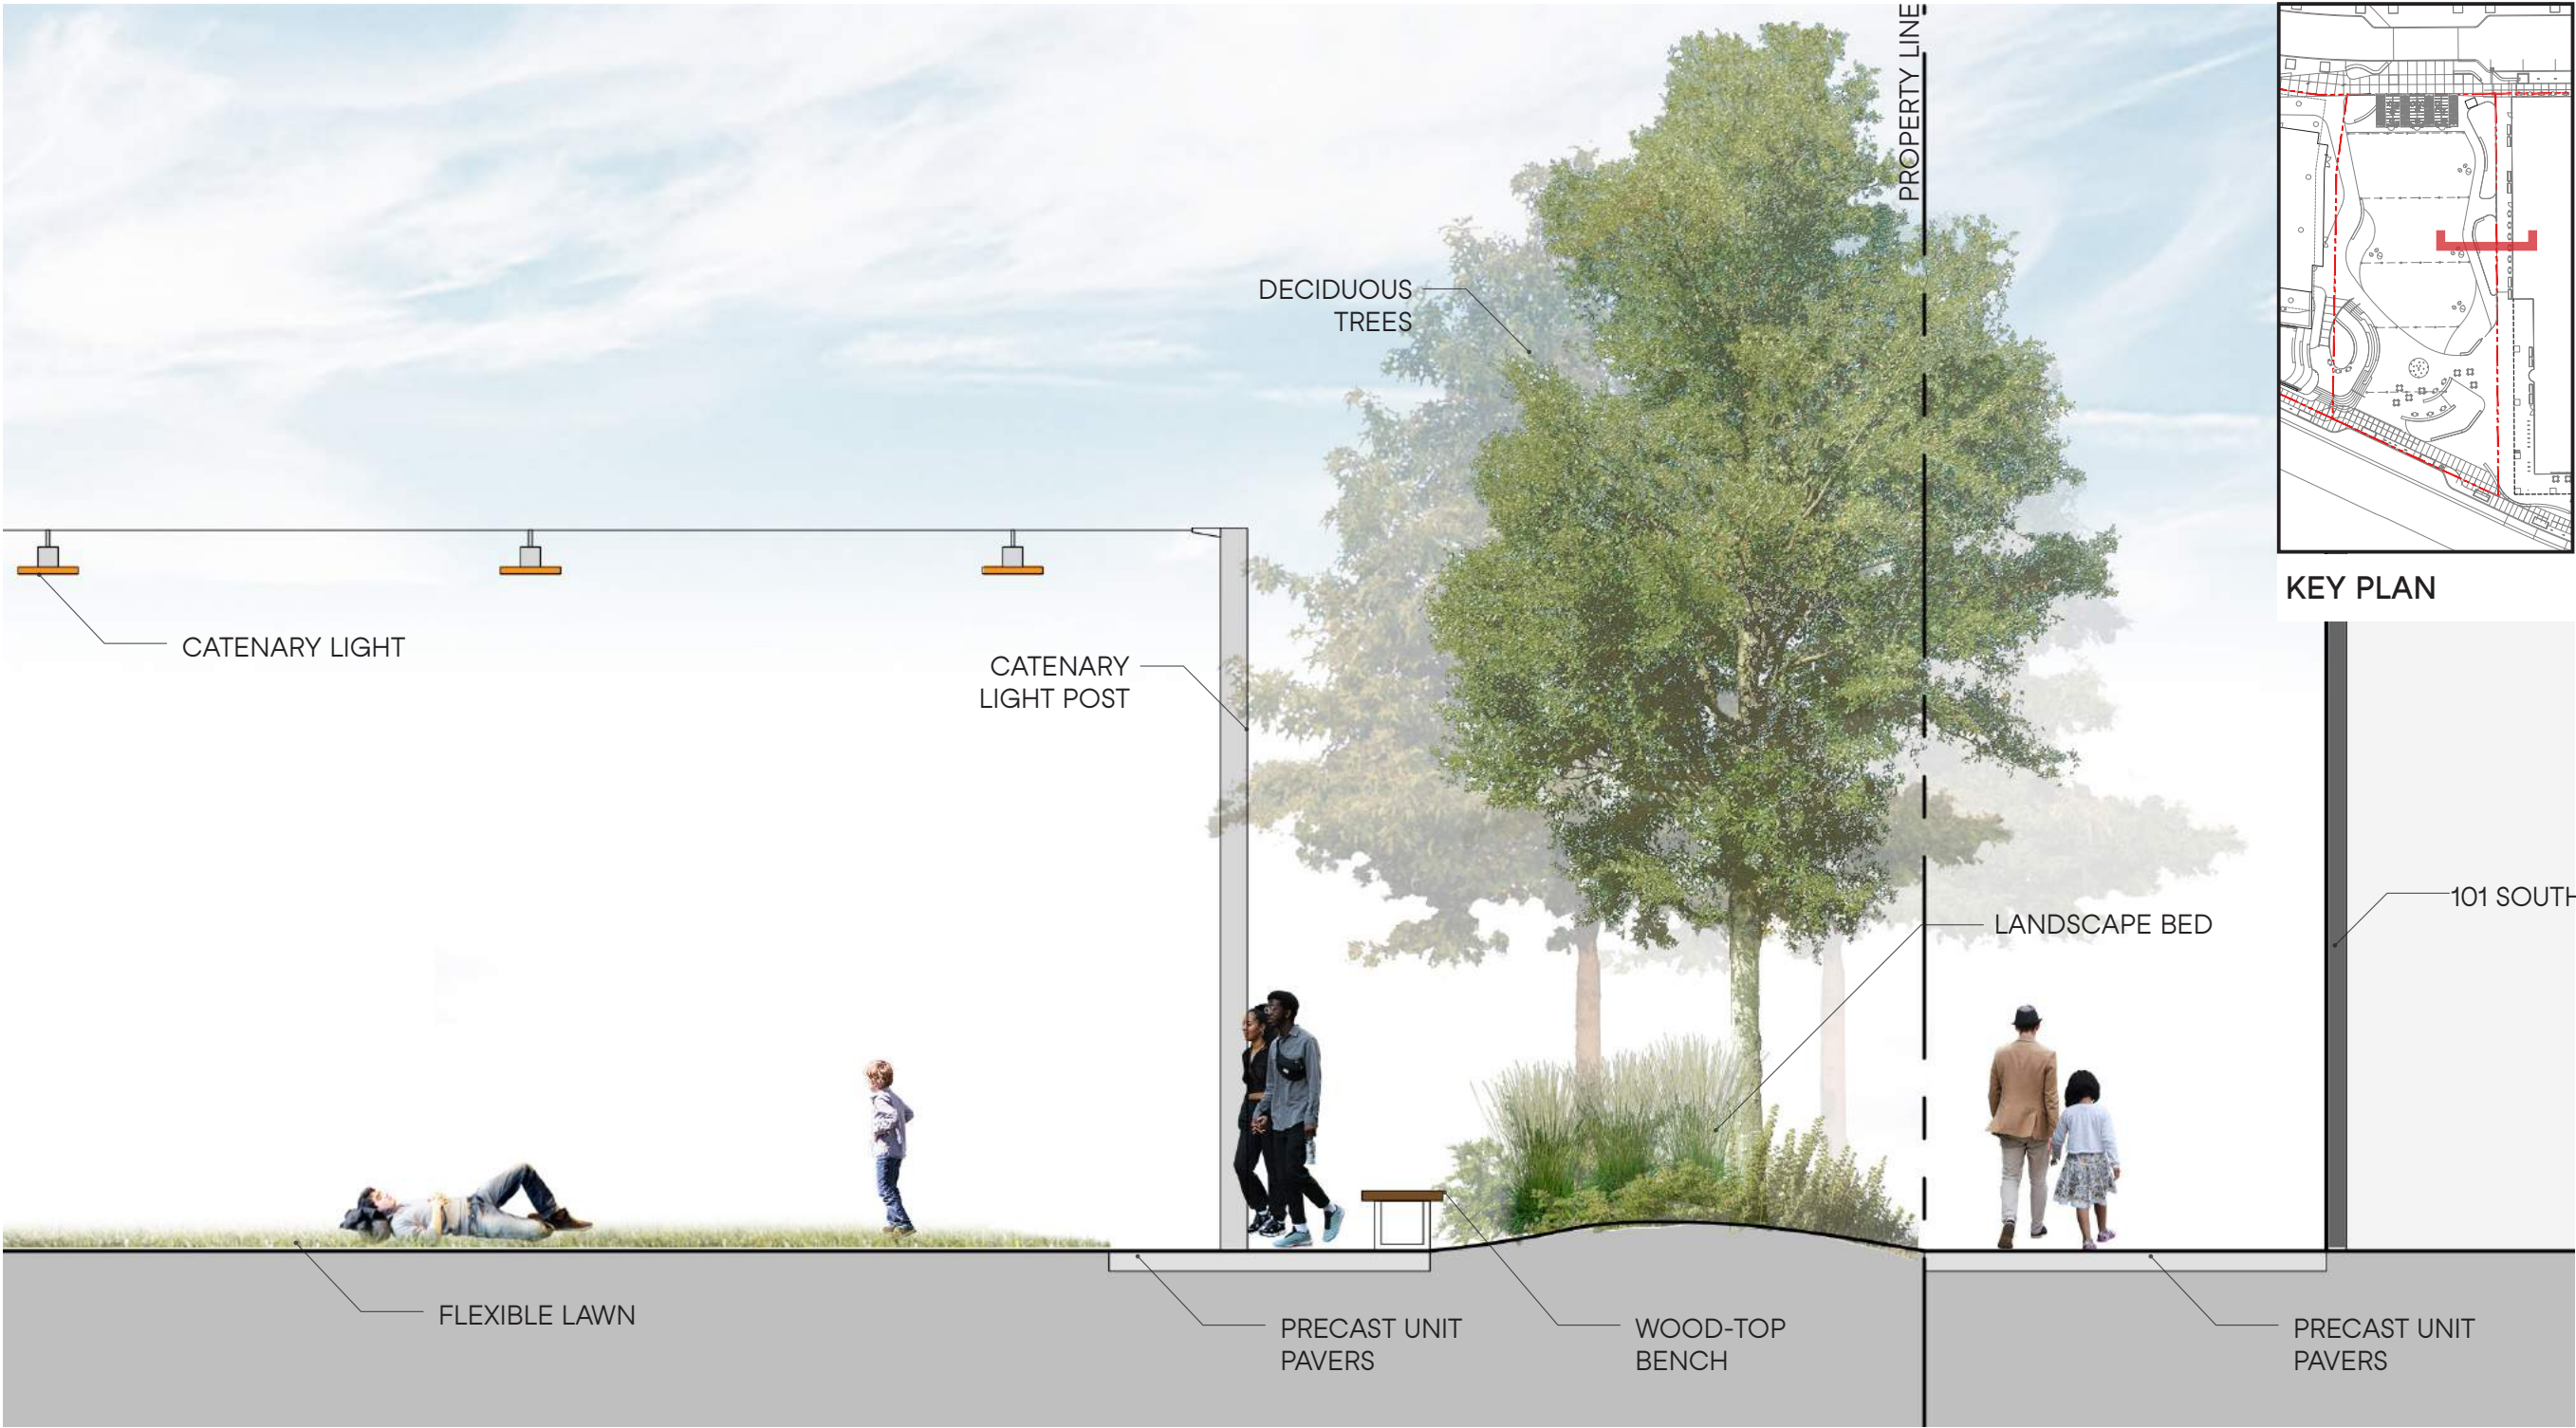 PROPERTY LINE
DECIDUOUS
TREES
KEY PLAN
CATENARY LIGHT
CATENARY
LIGHT POST
101 SOUTH
LANDSCAPE BED
FLEXIBLE LAWN
PRECAST UNIT
PAVERS
WOOD-TOP
BENCH
PRECAST UNIT
PAVERS